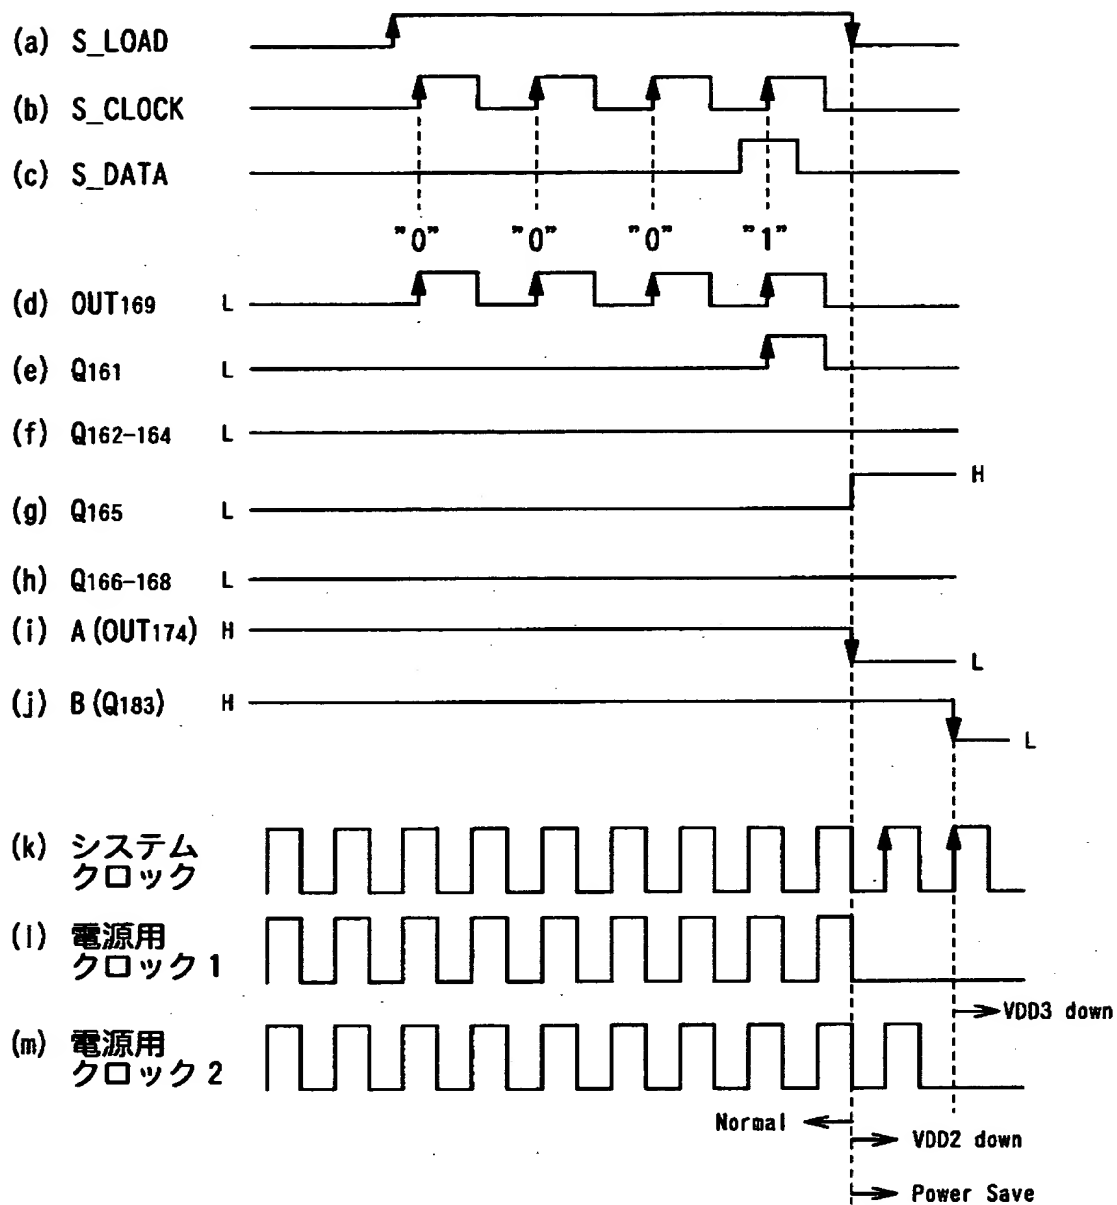 (a) S_LOAD
(b) S_CLOCK
(c) S_DATA
"0" "0" "0" "1"
(d) OUT169 L
(e) Q161 L
(f) Q162-164 L
H
(g) Q165 L
(h) Q166-168 L
(i) A(OUT174) H
L
(j) B(Q183) H
L
(k) システム
クロック
(l) 電源用
クロック1
VDD3 down
(m) 電源用
クロック2
Normal
VDD2 down
Power Save